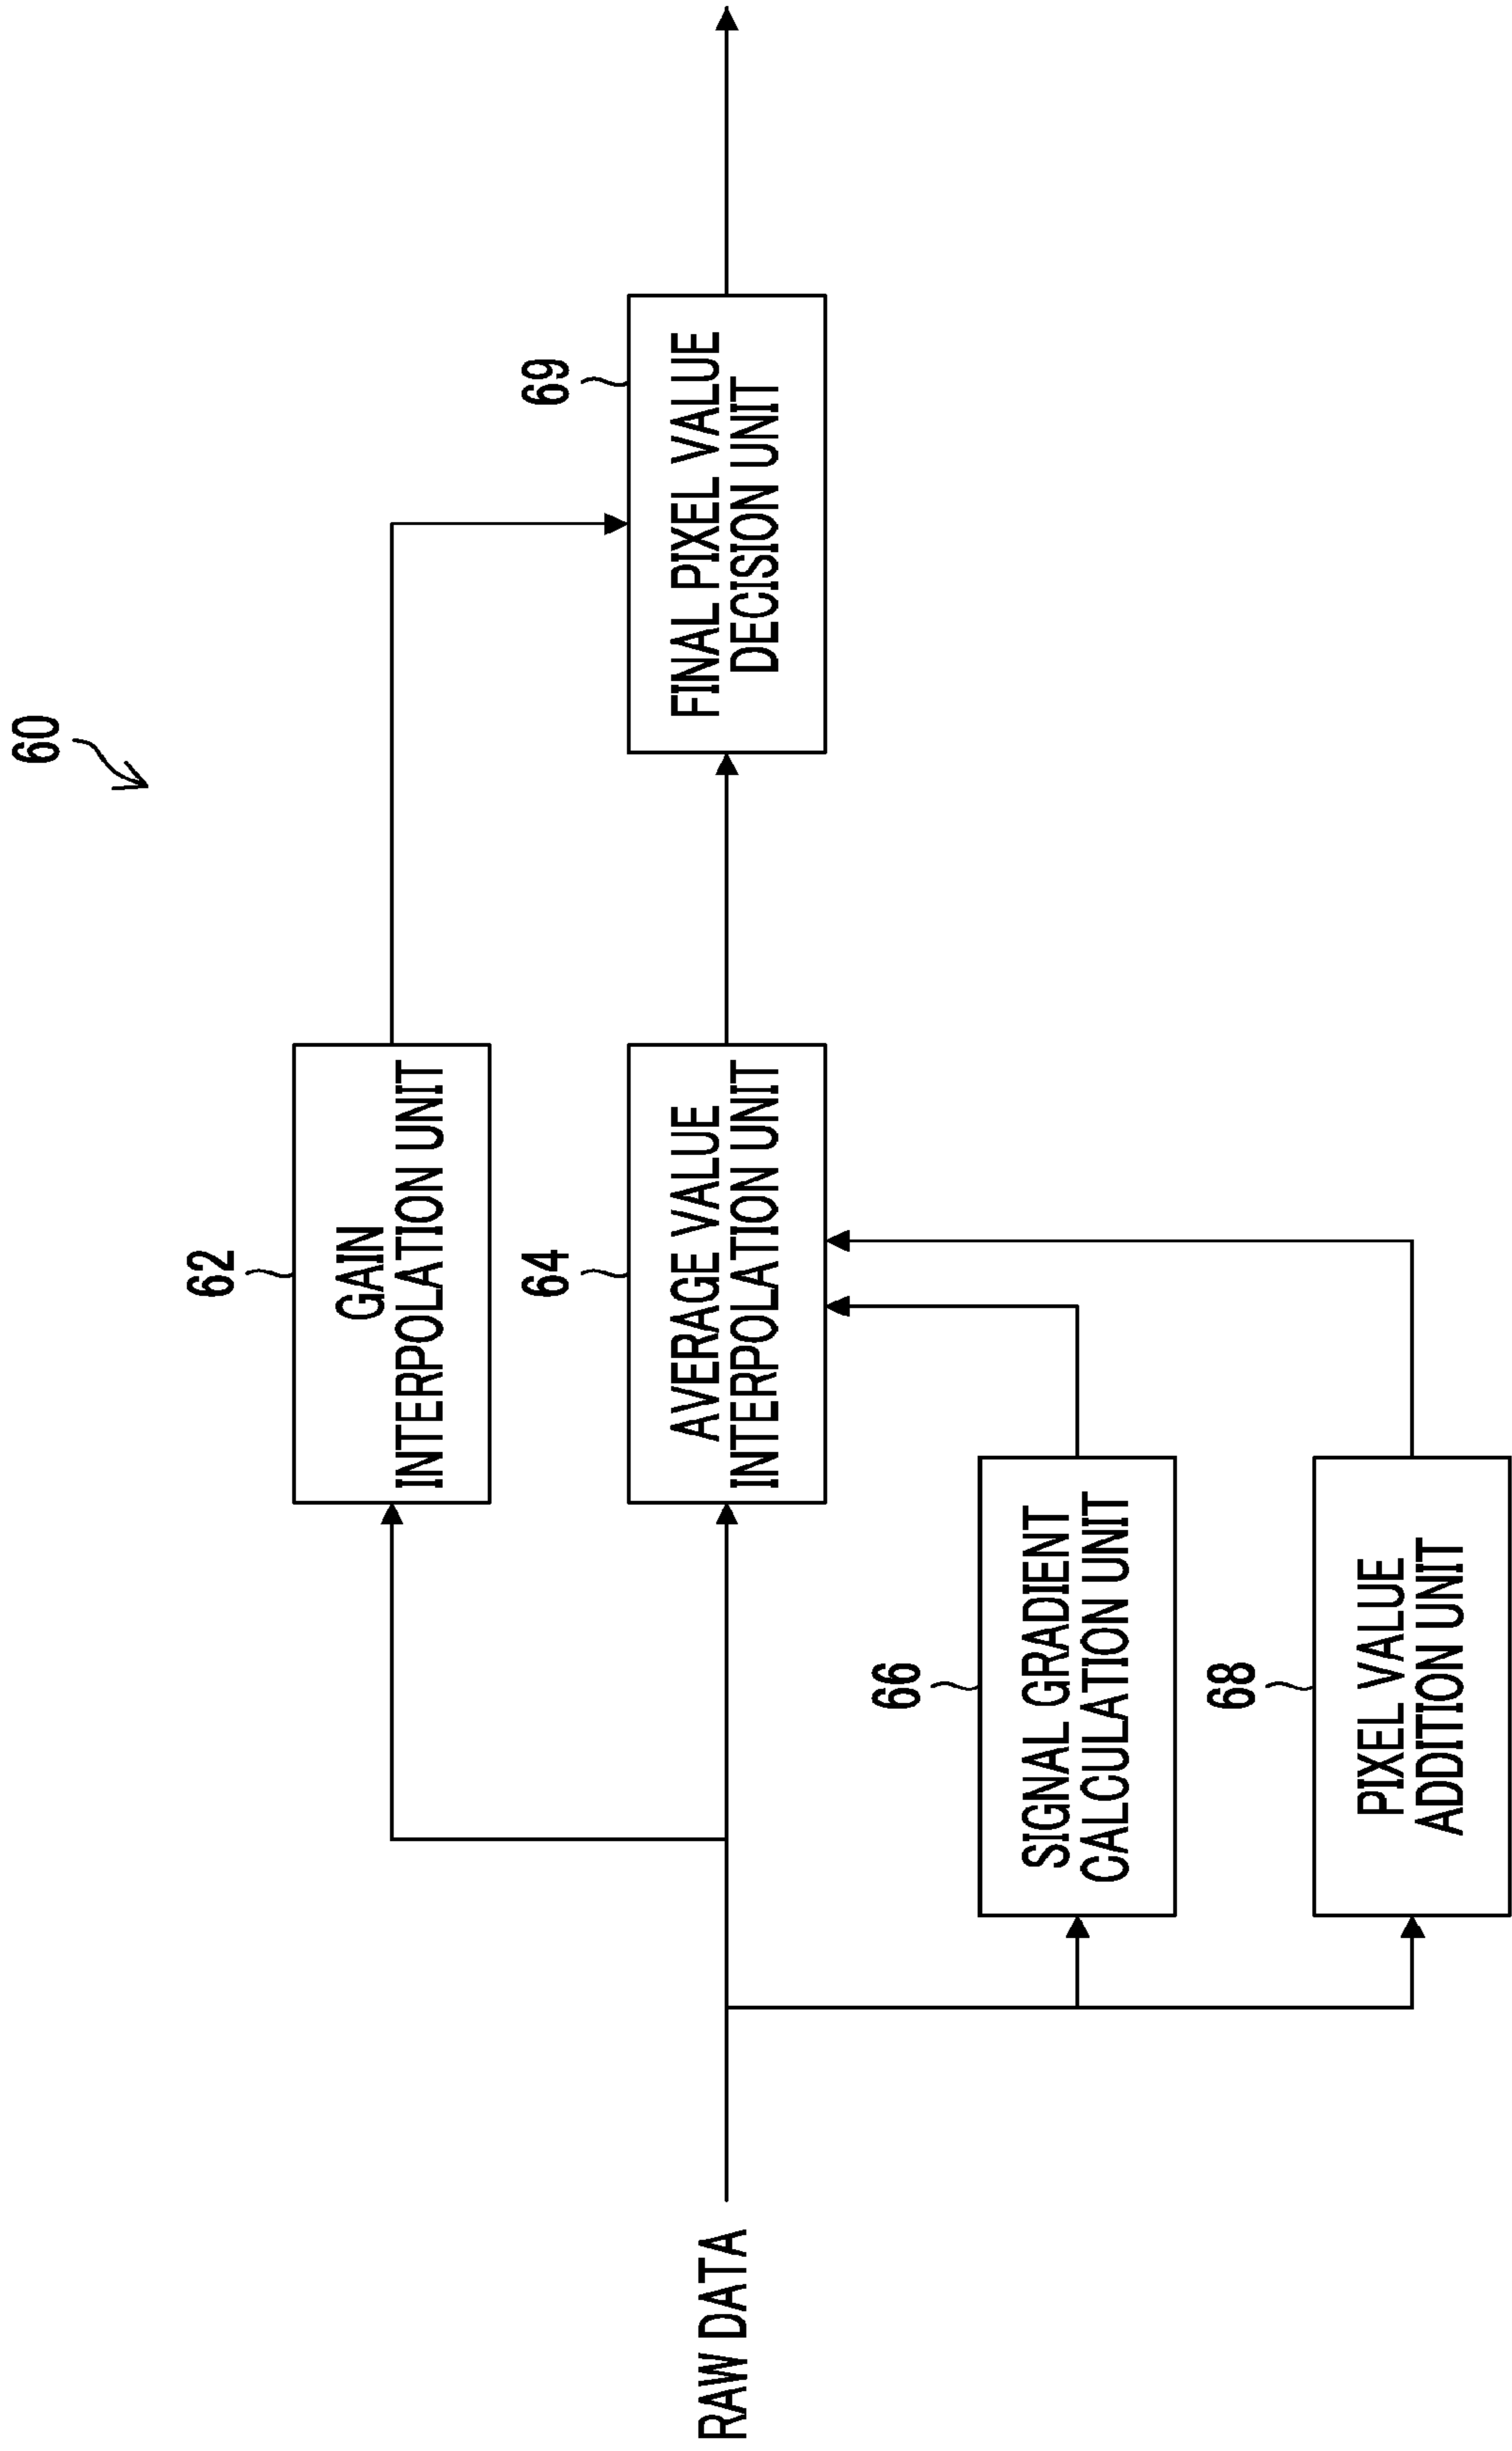 60
62
GAIN
INTERPOLATION UNIT
64
AVERAGE VALUE
INTERPOLATION UNIT
69
FINAL PIXEL VALUE
DECISION UNIT
RAW DATA
66
SIGNAL GRADIENT
CALCULATION UNIT
68
PIXEL VALUE
ADDITION UNIT